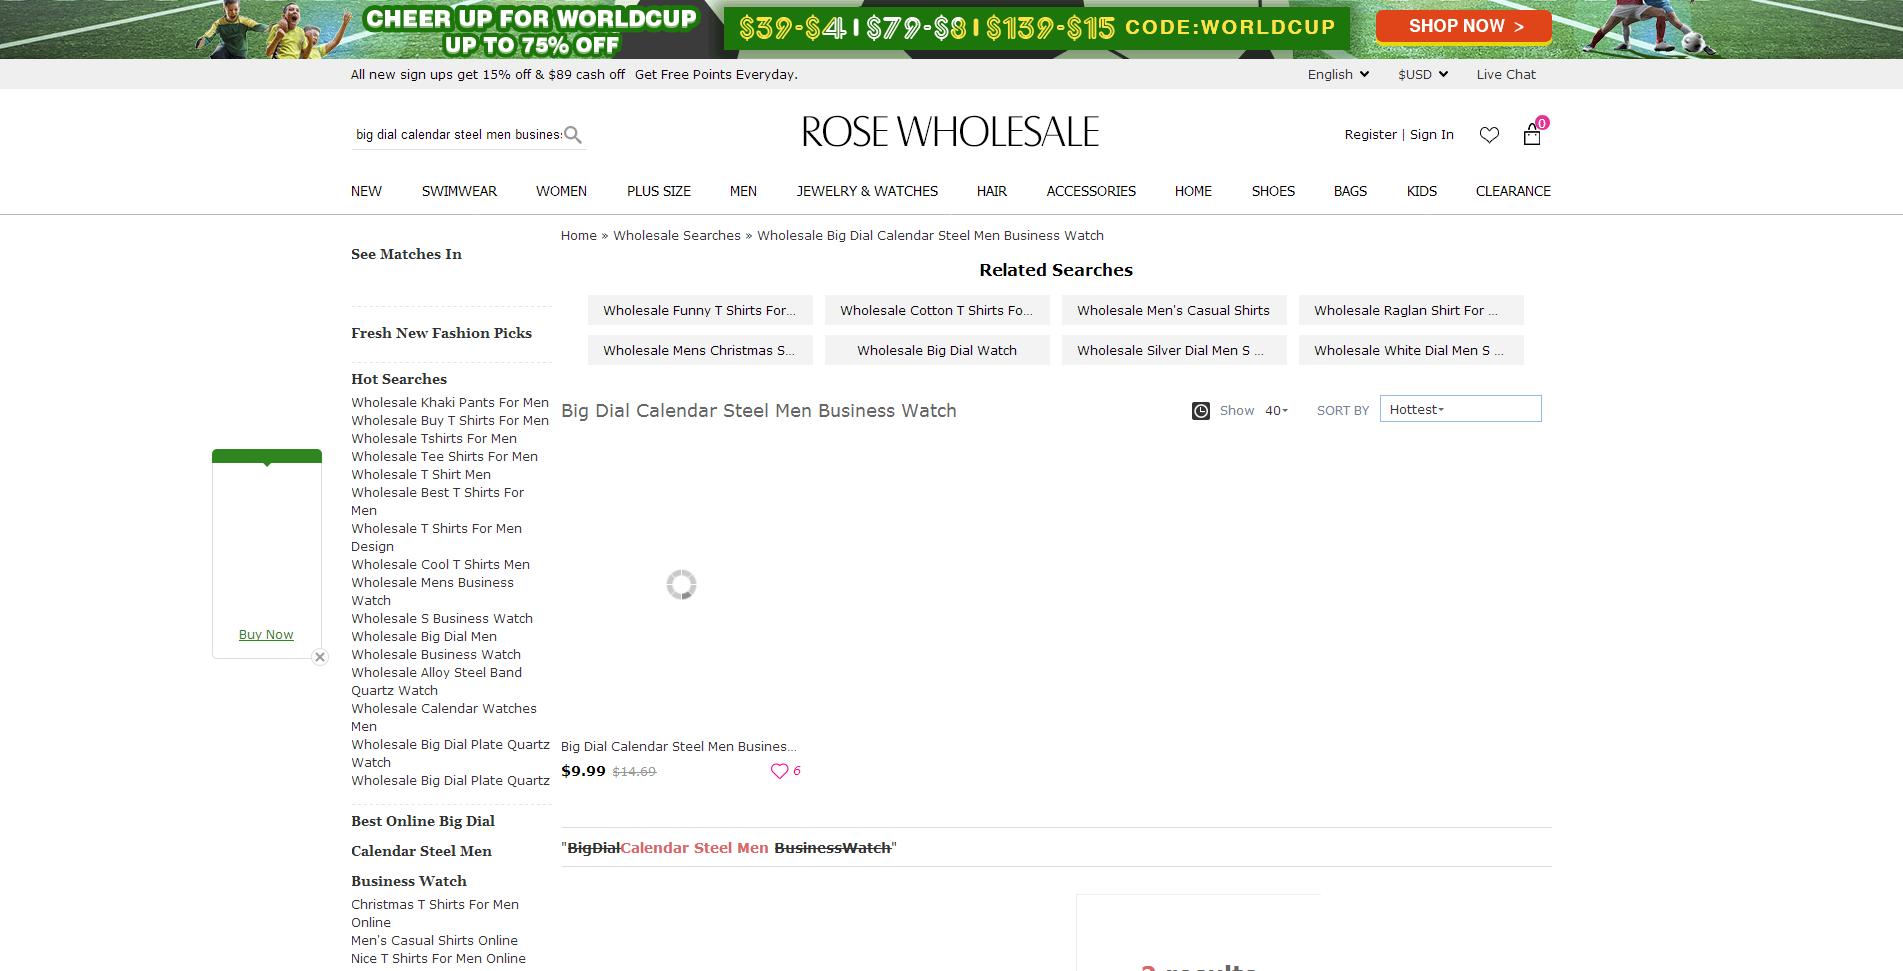 CHEER UP FOR WORLDCUP
UP TO 75% OFF
$39-$4 | $79-$8 | $139-$15 CODE:WORLDCUP
SHOP NOW >
All new sign ups get 15% off & $89 cash off Get Free Points Everyday.
English $USD Live Chat
big dial calendar steel men busines
ROSE WHOLESALE
Register | Sign In
0
NEW SWIMWEAR WOMEN PLUS SIZE MEN JEWELRY & WATCHES HAIR ACCESSORIES HOME SHOES BAGS KIDS CLEARANCE
Home » Wholesale Searches » Wholesale Big Dial Calendar Steel Men Business Watch
See Matches In
Fresh New Fashion Picks
Hot Searches
Wholesale Khaki Pants For Men
Wholesale Buy T Shirts For Men
Wholesale Tshirts For Men
Wholesale Tee Shirts For Men
Wholesale T Shirt Men
Wholesale Best T Shirts For
Men
Wholesale T Shirts For Men
Design
Wholesale Cool T Shirts Men
Wholesale Mens Business
Watch
Wholesale S Business Watch
Wholesale Big Dial Men
Wholesale Business Watch
Wholesale Alloy Steel Band
Quartz Watch
Wholesale Calendar Watches
Men
Wholesale Big Dial Plate Quartz
Watch
Wholesale Big Dial Plate Quartz
Best Online Big Dial
Calendar Steel Men
Business Watch
Christmas T Shirts For Men
Online
Men's Casual Shirts Online
Nice T Shirts For Men Online
Buy Now
Related Searches
Wholesale Funny T Shirts For...
Wholesale Cotton T Shirts Fo...
Wholesale Men's Casual Shirts
Wholesale Raglan Shirt For ...
Wholesale Mens Christmas S...
Wholesale Big Dial Watch
Wholesale Silver Dial Men S ...
Wholesale White Dial Men S ...
Big Dial Calendar Steel Men Business Watch
Show 40 SORT BY Hottest
Big Dial Calendar Steel Men Busines...
$9.99 $14.69 6
"BigDialCalendar Steel Men BusinessWatch"